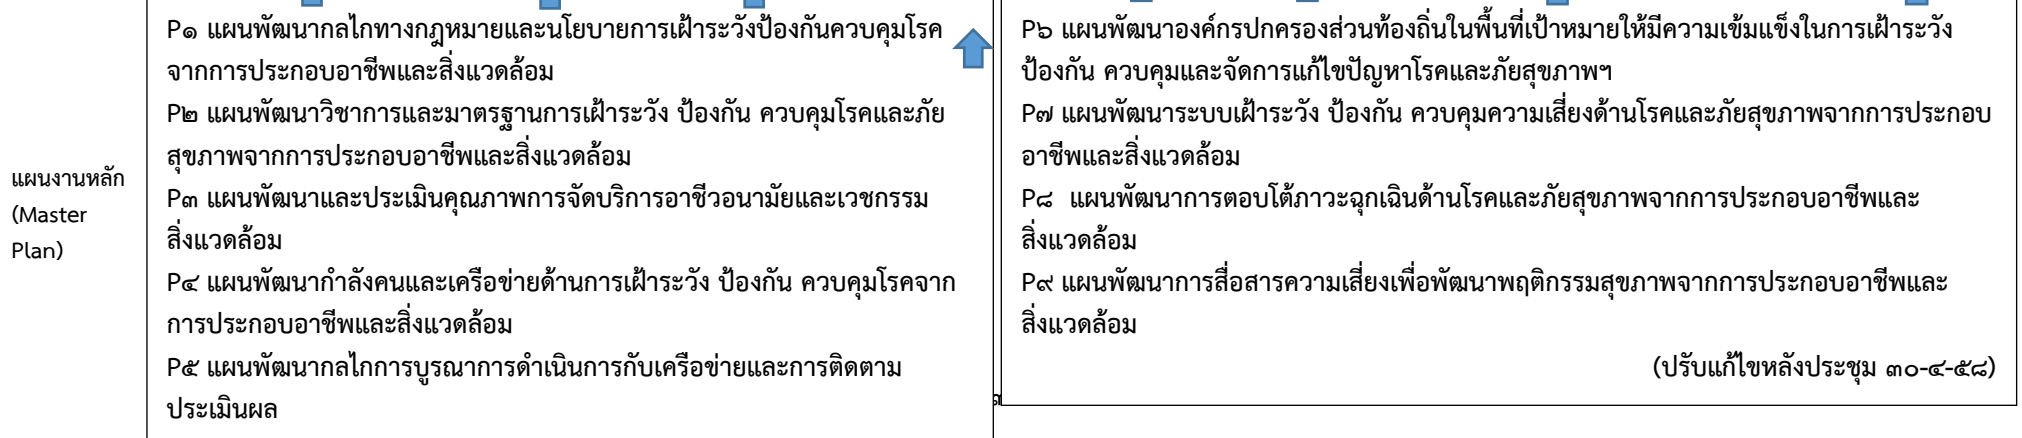 แผนงานหลัก
(Master
Plan)
P๑ แผนพัฒนากลไกทางกฎหมายและนโยบายการเฝ้าระวังป้องกันควบคุมโรค
จากการประกอบอาชีพและสิ่งแวดล้อม
P๒ แผนพัฒนาวิชาการและมาตรฐานการเฝ้าระวัง ป้องกัน ควบคุมโรคและภัย
สุขภาพจากการประกอบอาชีพและสิ่งแวดล้อม
P๓ แผนพัฒนาและประเมินคุณภาพการจัดบริการอาชีวอนามัยและเวชกรรม
สิ่งแวดล้อม
P๔ แผนพัฒนากำลังคนและเครือข่ายด้านการเฝ้าระวัง ป้องกัน ควบคุมโรคจาก
การประกอบอาชีพและสิ่งแวดล้อม
P๕ แผนพัฒนากลไกการบูรณาการดำเนินการกับเครือข่ายและการติดตาม
ประเมินผล
P๖ แผนพัฒนาองค์กรปกครองส่วนท้องถิ่นในพื้นที่เป้าหมายให้มีความเข้มแข็งในการเฝ้าระวัง
ป้องกัน ควบคุมและจัดการแก้ไขปัญหาโรคและภัยสุขภาพฯ
P๗ แผนพัฒนาระบบเฝ้าระวัง ป้องกัน ควบคุมความเสี่ยงด้านโรคและภัยสุขภาพจากการประกอบ
อาชีพและสิ่งแวดล้อม
P๘ แผนพัฒนาการตอบโต้ภาวะฉุกเฉินด้านโรคและภัยสุขภาพจากการประกอบอาชีพและ
สิ่งแวดล้อม
P๙ แผนพัฒนาการสื่อสารความเสี่ยงเพื่อพัฒนาพฤติกรรมสุขภาพจากการประกอบอาชีพและ
สิ่งแวดล้อม
(ปรับแก้ไขหลังประชุม ๓๐-๔-๕๘)